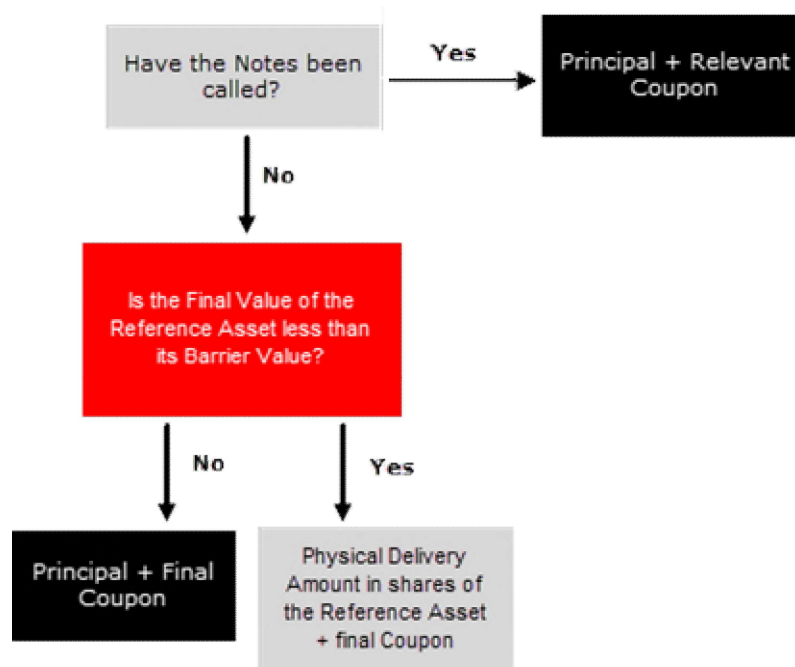 Have the Notes been
called?
Yes
Principal + Relevant
Coupon
No
Is the Final Value of the
Reference Asset less than
its Barrier Value?
No
Yes
Principal + Final
Coupon
Physical Delivery
Amount in shares of
the Reference Asset
+ final Coupon